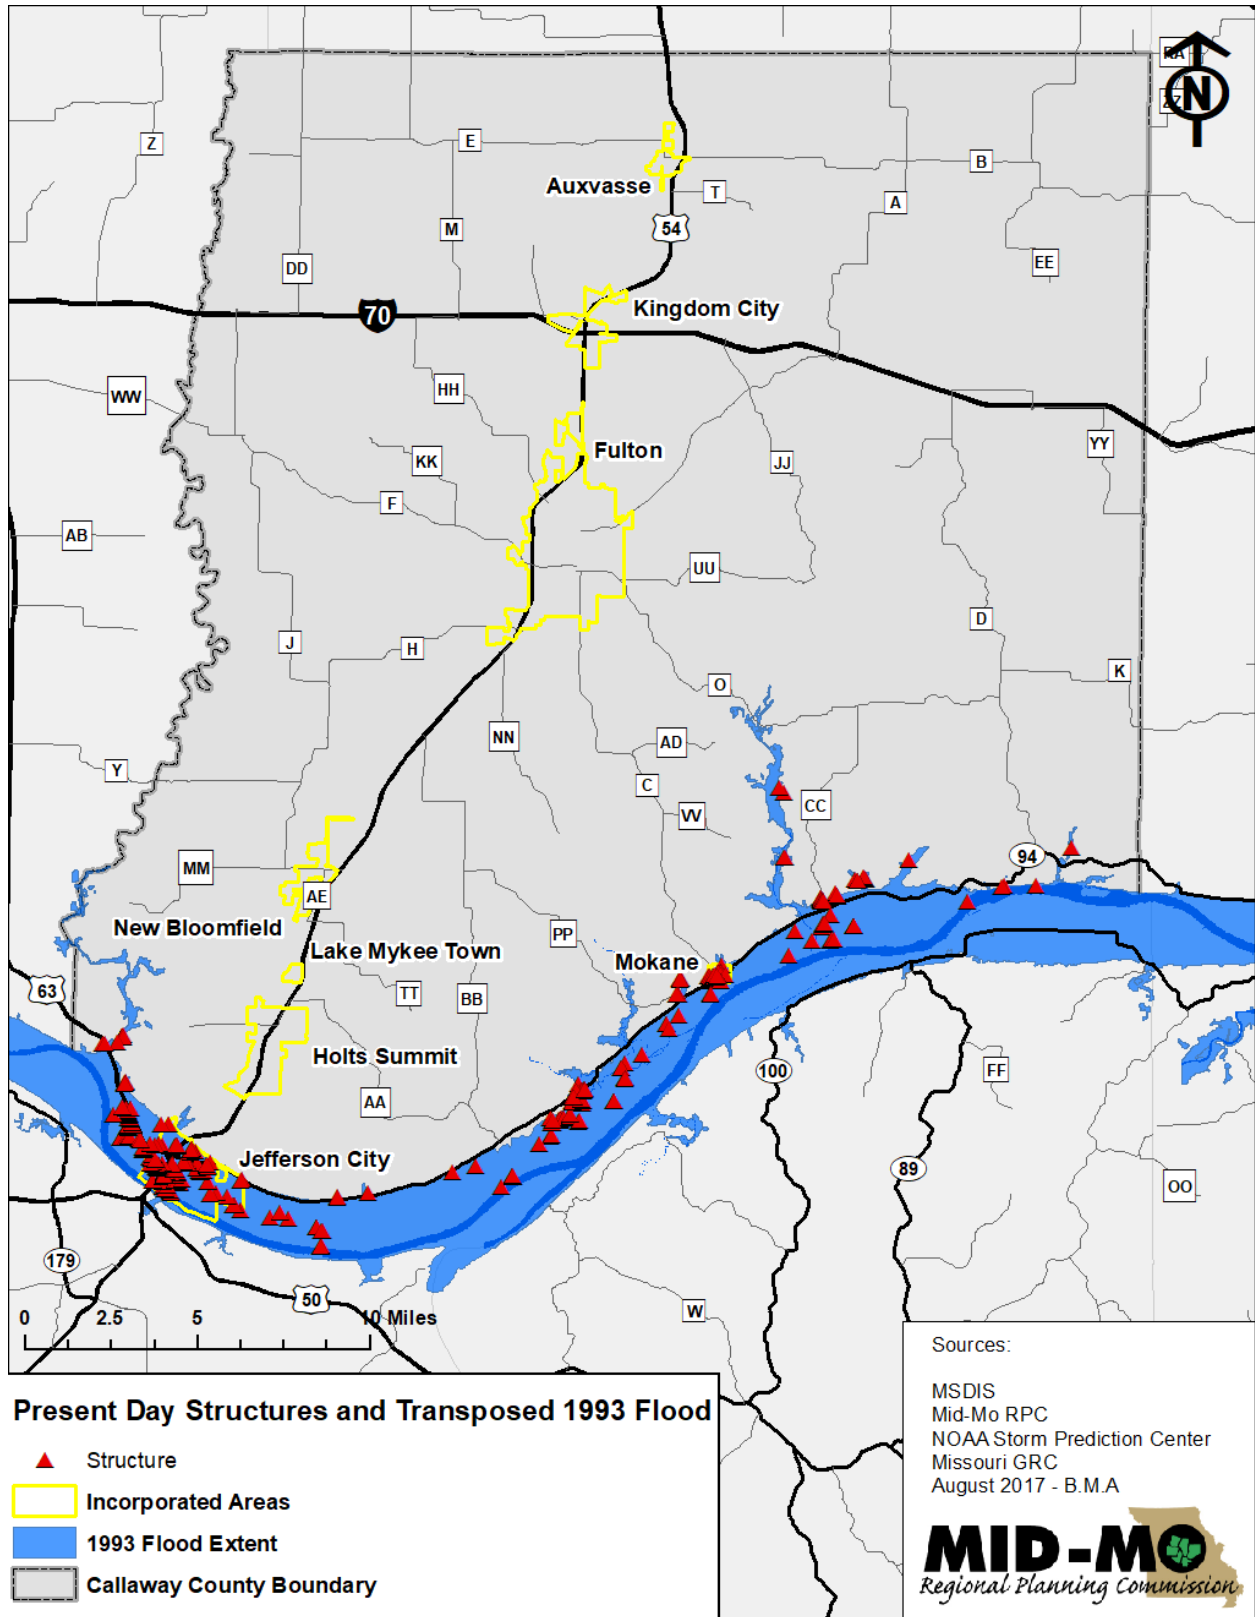 RA
N
ZZ
Z
E
B
Auxvasse
T
A
M
54
EE
DD
Kingdom City
70
WW
HH
Fulton
YY
KK
JJ
F
AB
UU
D
J
H
K
O
NN
AD
Y
C
CC
VV
94
MM
AE
New Bloomfield
PP
Lake Mykee Town
Mokane
63
TT
BB
Holts Summit
100
FF
AA
Jefferson City
89
OO
179
50
W
0 2.5 5 10 Miles
Present Day Structures and Transposed 1993 Flood
Structure
Incorporated Areas
1993 Flood Extent
Callaway County Boundary
Sources:
MSDIS
Mid-Mo RPC
NOAA Storm Prediction Center
Missouri GRC
August 2017 - B.M.A
MID-MO
Regional Planning Commission